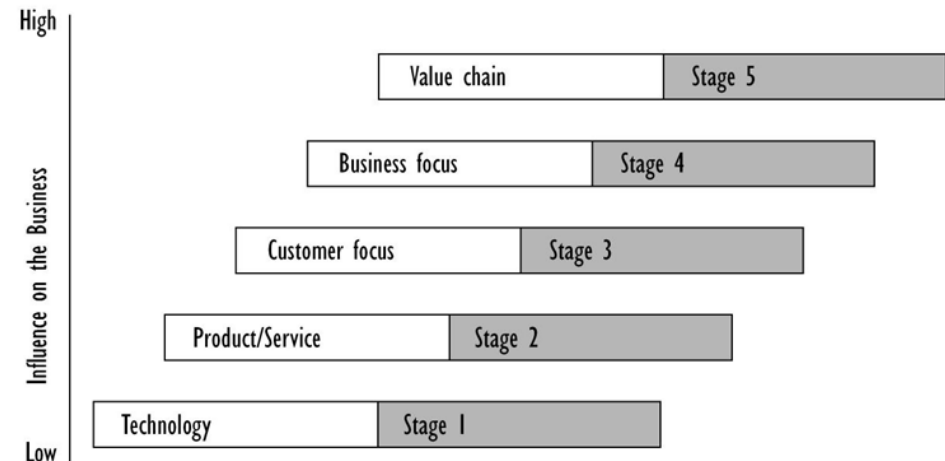 High
Value chain Stage 5
Business focus Stage 4
Customer focus Stage 3
Product/Service Stage 2
Technology Stage 1
Low
Influence on the Business